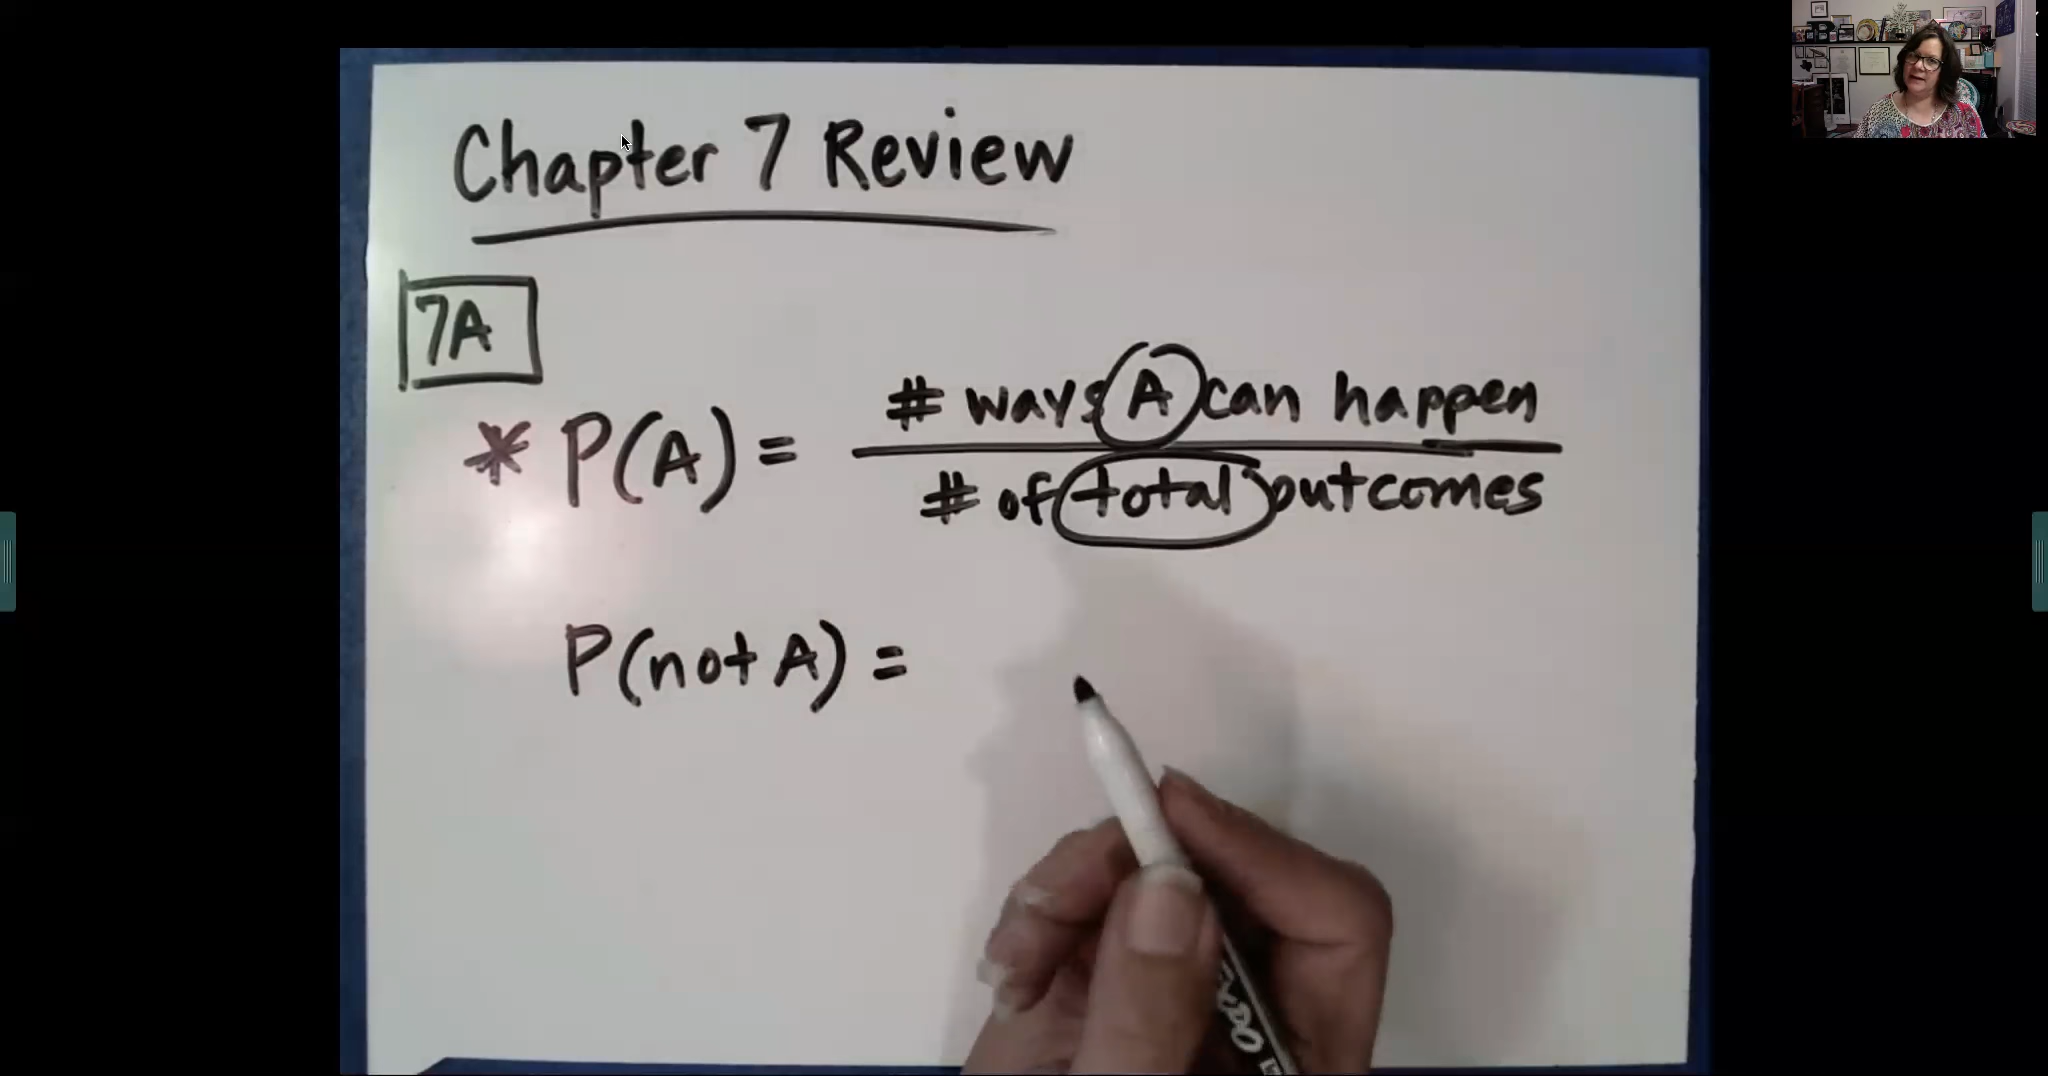 Chapter 7 Review
7A
* P(A) = # ways A can happen
# of total outcomes
P(not A) =